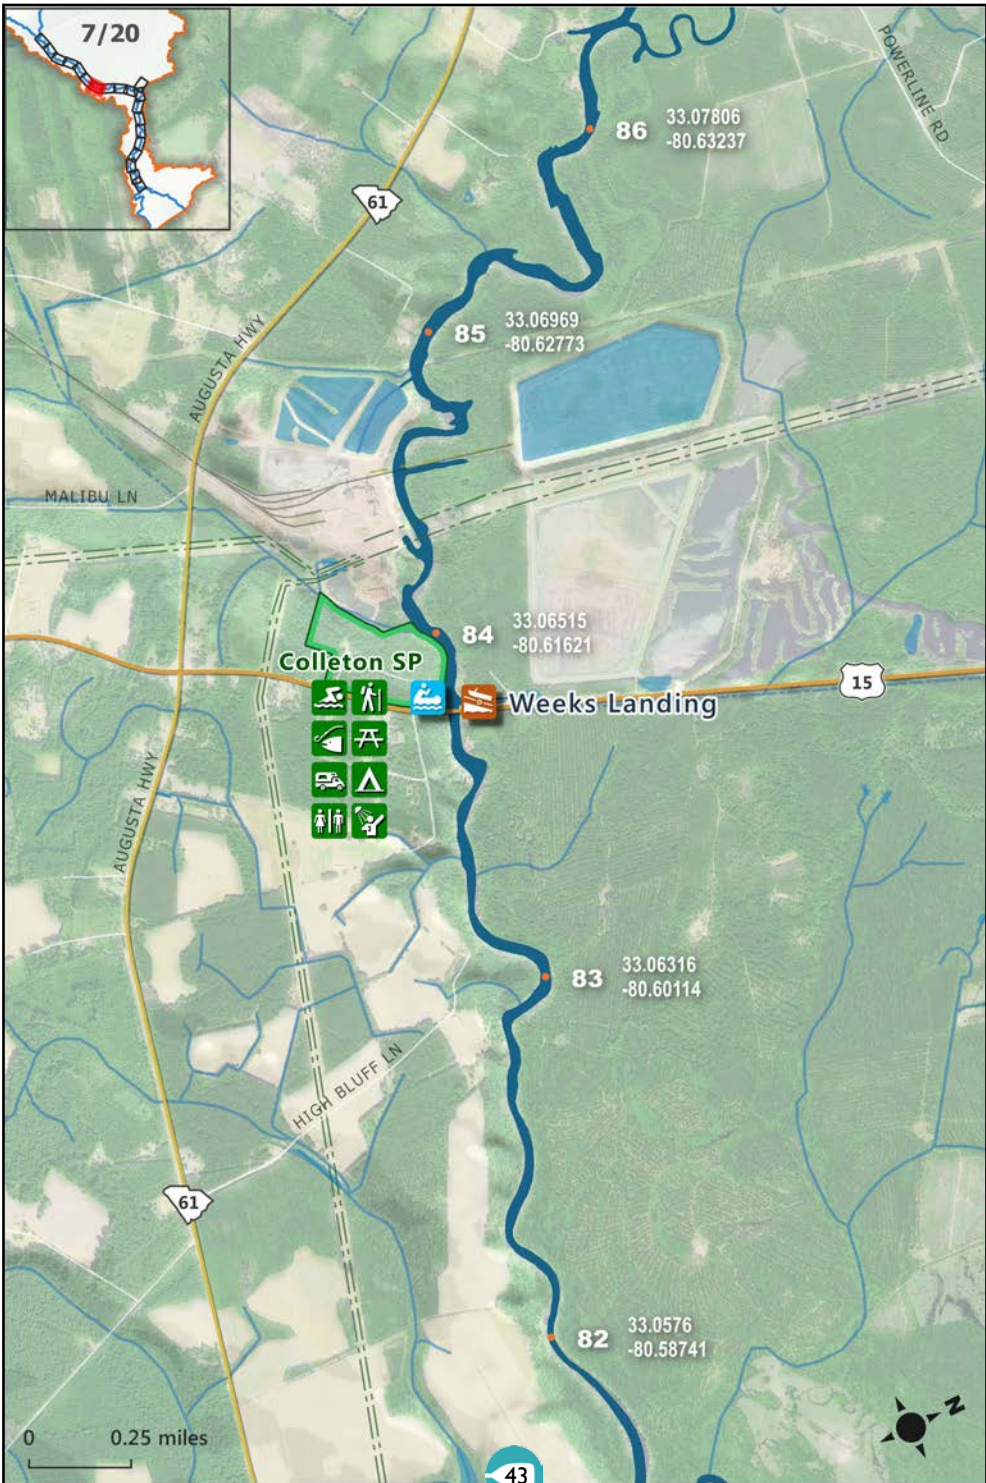 7/20
POWERLINE RD
86
33.07806
-80.63237
61
AUGUSTA HWY
85
33.06969
-80.62773
MALIBU LN
84
33.06515
-80.61621
Colleton SP
15
Weeks Landing
AUGUSTA HWY
83
33.06316
-80.60114
HIGH BLUFF LN
61
82
33.0576
-80.58741
N
0 0.25 miles
43